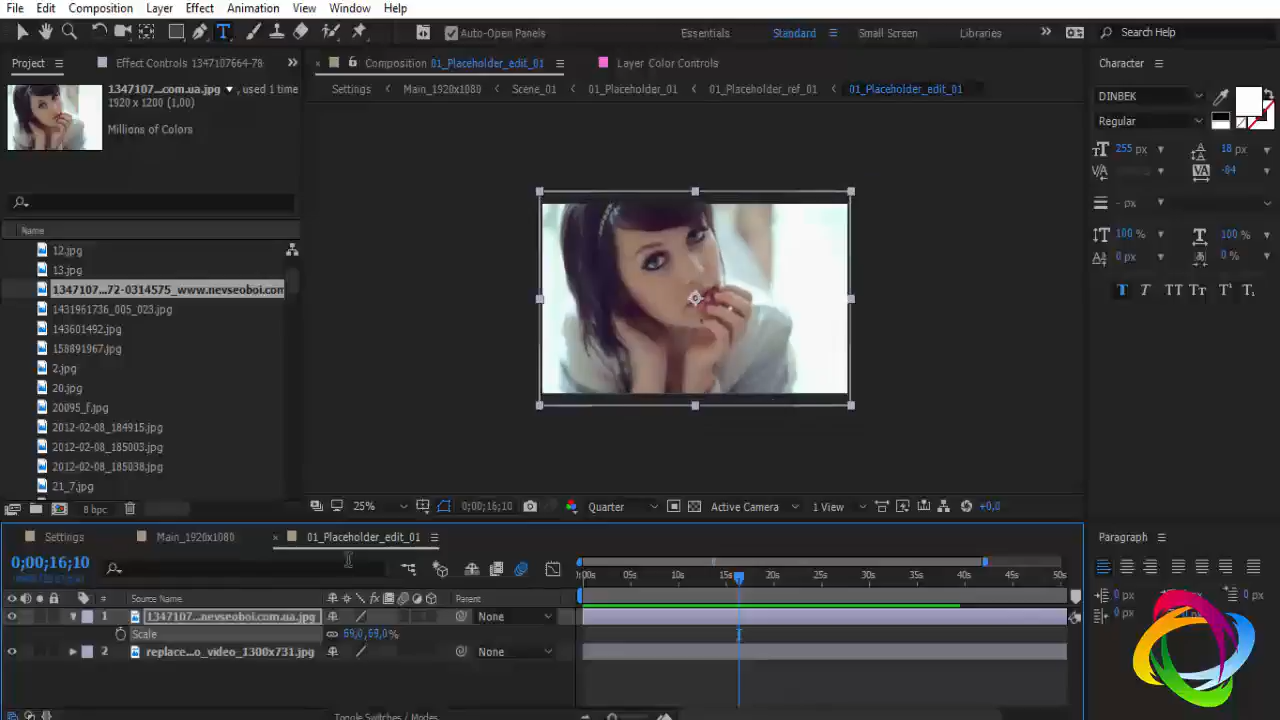 File Edit Composition Layer Effect Animation View Window Help
Auto-Open Panels Essentials Standard Small Screen Libraries Search Help
Project Effect Controls 1347107664-78 Composition 01_Placeholder_edit_01 Layer Color Controls Character
1347107...com.ua.jpg , used 1 time
1920 x 1200 (1,00)
Millions of Colors
Settings Main_1920x1080 Scene_01 01_Placeholder_01 01_Placeholder_ref_01 01_Placeholder_edit_01
DINBEK
Regular
255 px 18 px
-84
- px
100 % 100 %
0 px 0 %
T T TT Tr T¹ T₁
Name
12.jpg
13.jpg
1347107...72-0314575_www.nevseoboi.com
1431961736_005_023.jpg
143601492.jpg
158891967.jpg
2.jpg
20.jpg
20095_f.jpg
2012-02-08_184915.jpg
2012-02-08_185003.jpg
2012-02-08_185038.jpg
21_7.jpg
8 bpc 25% 0;00;16;10 Quarter Active Camera 1 View +0,0
Settings Main_1920x1080 01_Placeholder_edit_01 Paragraph
0;00;16;10
:00s 05s 10s 15s 20s 25s 30s 35s 40s 45s 50s
# Source Name Parent
1 1347107...nevseoboi.com.ua.jpg None
Scale 69,0,69,0%
2 replace...o_video_1300x731.jpg None
0 px 0 px 0 px
0 px
Toggle Switches / Modes